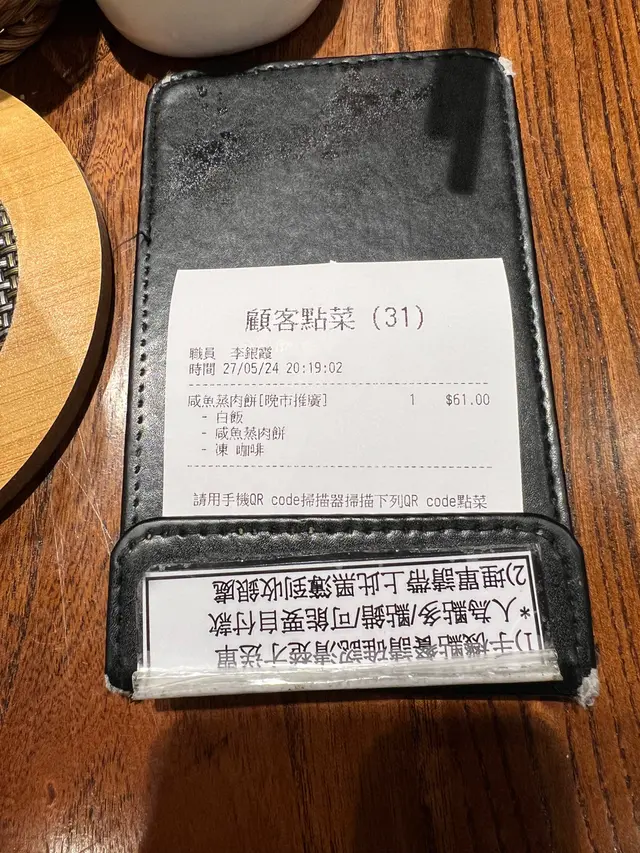 顧客點菜 (31)
職員 李銀霞
時間 27/05/24 20:19:02
咸魚蒸肉餅[晚市推廣] 1 $61.00
- 白飯
- 咸魚蒸肉餅
- 凍 咖啡
請用手機QR code掃描器掃描下列QR code點菜
1)手機點餐請確認清楚才送單
*人為點多/點錯/可能要自付款
2)埋單請帶上此黑簿到收銀處